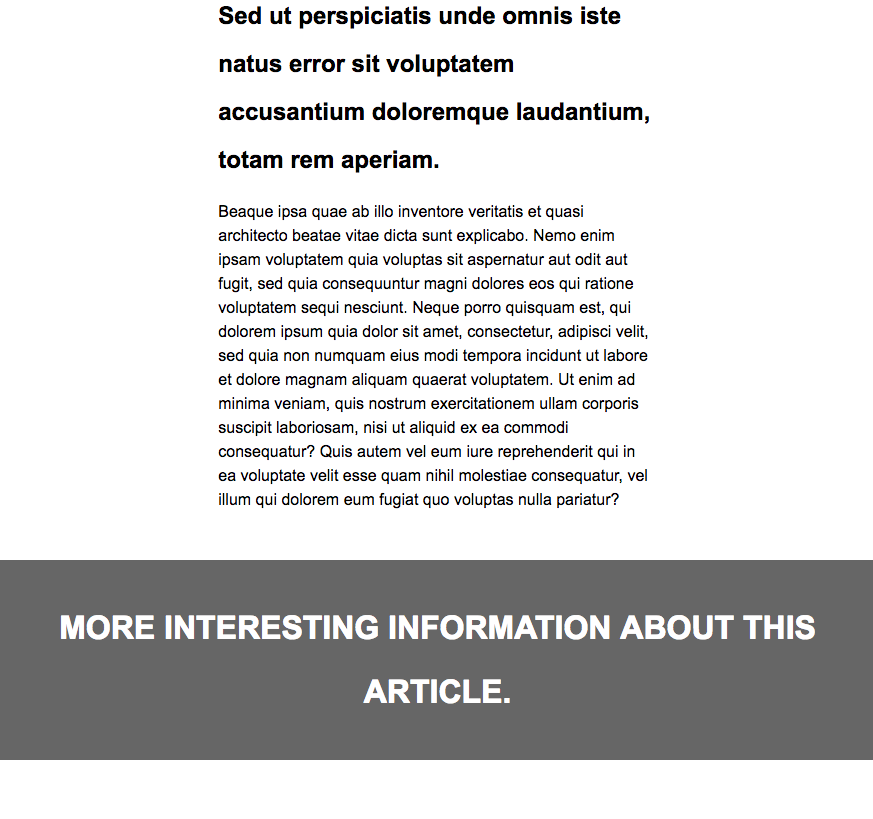 Sed ut perspiciatis unde omnis iste
natus error sit voluptatem
accusantium doloremque laudantium,
totam rem aperiam.
Beaque ipsa quae ab illo inventore veritatis et quasi
architecto beatae vitae dicta sunt explicabo. Nemo enim
ipsam voluptatem quia voluptas sit aspernatur aut odit aut
fugit, sed quia consequuntur magni dolores eos qui ratione
voluptatem sequi nesciunt. Neque porro quisquam est, qui
dolorem ipsum quia dolor sit amet, consectetur, adipisci velit,
sed quia non numquam eius modi tempora incidunt ut labore
et dolore magnam aliquam quaerat voluptatem. Ut enim ad
minima veniam, quis nostrum exercitationem ullam corporis
suscipit laboriosam, nisi ut aliquid ex ea commodi
consequatur? Quis autem vel eum iure reprehenderit qui in
ea voluptate velit esse quam nihil molestiae consequatur, vel
illum qui dolorem eum fugiat quo voluptas nulla pariatur?
MORE INTERESTING INFORMATION ABOUT THIS
ARTICLE.